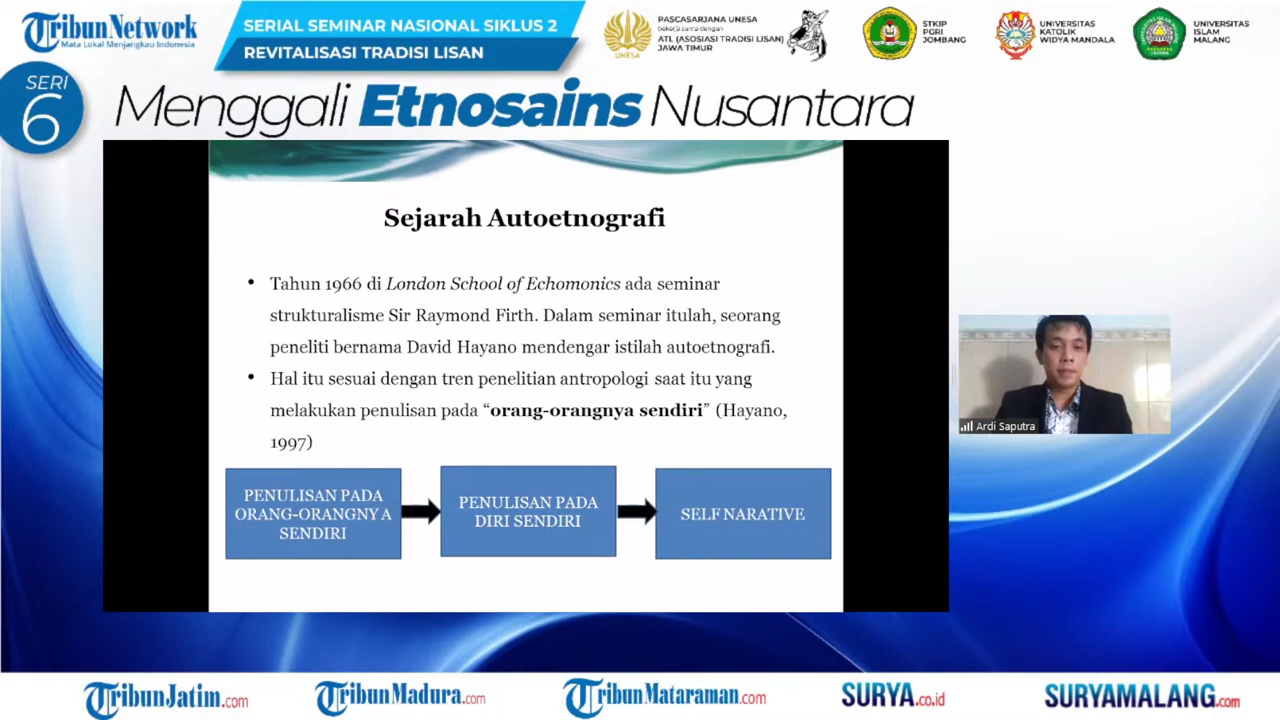 Tribun Network
Mata Lokal Menjangkau Indonesia
SERIAL SEMINAR NASIONAL SIKLUS 2
REVITALISASI TRADISI LISAN
UNESA
PASCASARJANA UNESA
bekerja sama dengan
ATL (ASOSIASI TRADISI LISAN)
JAWA TIMUR
STKIP
PGRI
JOMBANG
UNIVERSITAS
KATOLIK
WIDYA MANDALA
UNIVERSITAS
ISLAM
MALANG
SERI
6
Menggali Etnosains Nusantara
Sejarah Autoetnografi
• Tahun 1966 di London School of Echomonics ada seminar
strukturalisme Sir Raymond Firth. Dalam seminar itulah, seorang
peneliti bernama David Hayano mendengar istilah autoetnografi.
• Hal itu sesuai dengan tren penelitian antropologi saat itu yang
melakukan penulisan pada “orang-orangnya sendiri” (Hayano,
1997)
PENULISAN PADA
ORANG-ORANGNYA
SENDIRI
PENULISAN PADA
DIRI SENDIRI
SELF NARATIVE
Ardi Saputra
TribunJatim.com
TribunMadura.com
TribunMataraman.com
SURYA.co.id
SURYAMALANG.com